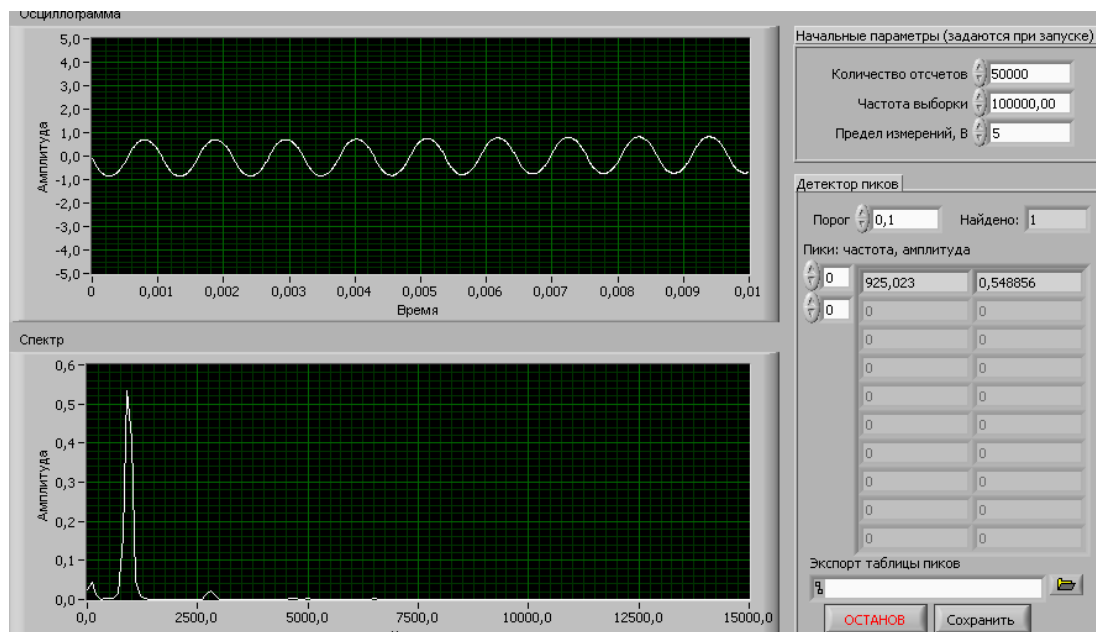 Осциллограмма
5,0
4,0
3,0
2,0
1,0
0,0
-1,0
-2,0
-3,0
-4,0
-5,0
Амплитуда
0 0,001 0,002 0,003 0,004 0,005 0,006 0,007 0,008 0,009 0,01
Время
Спектр
0,6
0,5
0,4
0,3
0,2
0,1
0,0
Амплитуда
0,0 2500,0 5000,0 7500,0 10000,0 12500,0 15000,0
Начальные параметры (задаются при запуске)
Количество отсчетов 50000
Частота выборки 100000,00
Предел измерений, В 5
Детектор пиков
Порог 0,1 Найдено: 1
Пики: частота, амплитуда
0 925,023 0,548856
0 0 0
0 0
0 0
0 0
0 0
0 0
0 0
0 0
0 0
Экспорт таблицы пиков
ОСТАНОВ Сохранить